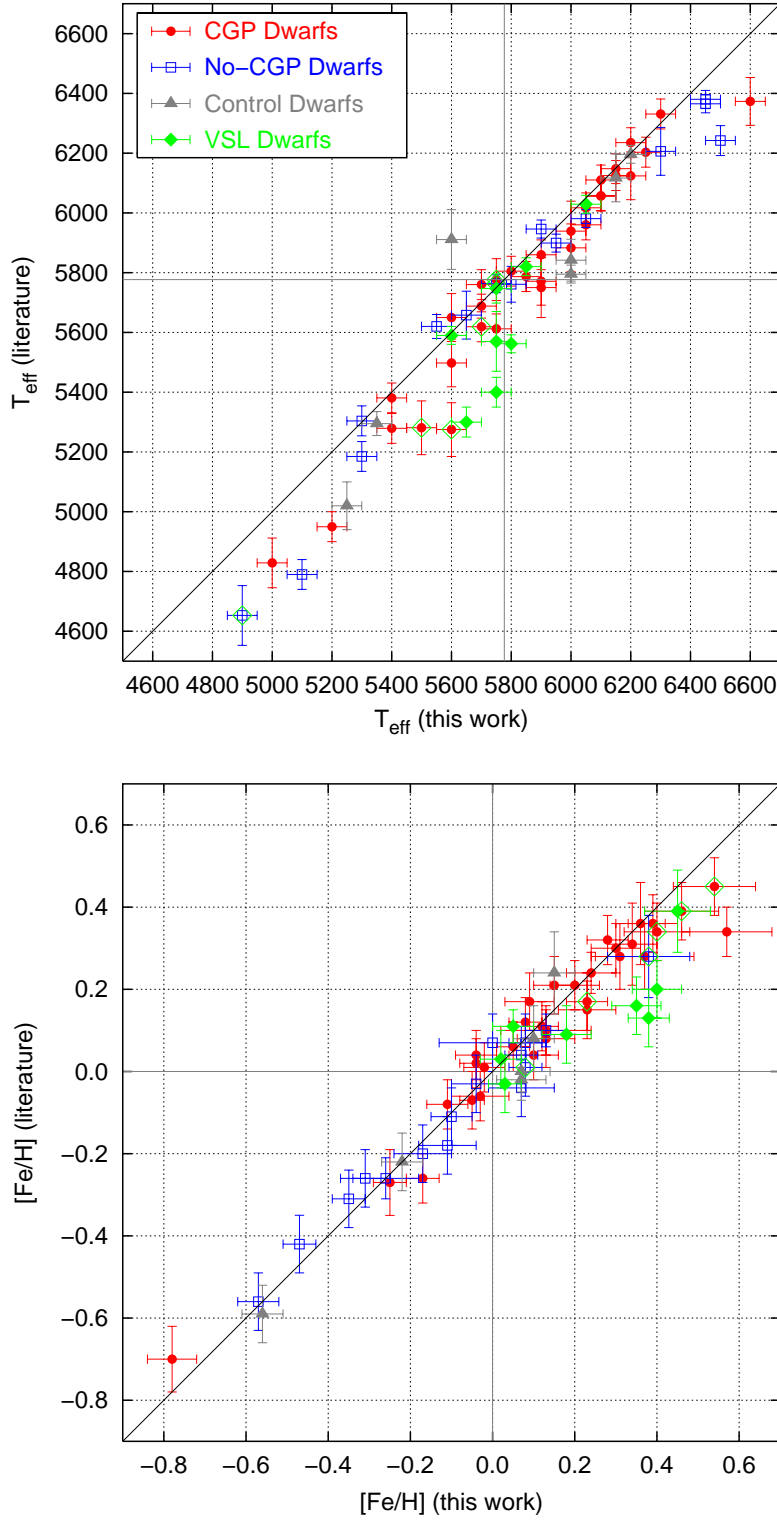 6600
6400
6200
6000
5800
5600
5400
5200
5000
4800
4600
CGP Dwarfs
No−CGP Dwarfs
Control Dwarfs
VSL Dwarfs
T_eff (literature)
4600 4800 5000 5200 5400 5600 5800 6000 6200 6400 6600
T_eff (this work)
0.6
0.4
0.2
0.0
−0.2
−0.4
−0.6
−0.8
[Fe/H] (literature)
−0.8 −0.6 −0.4 −0.2 0.0 0.2 0.4 0.6
[Fe/H] (this work)